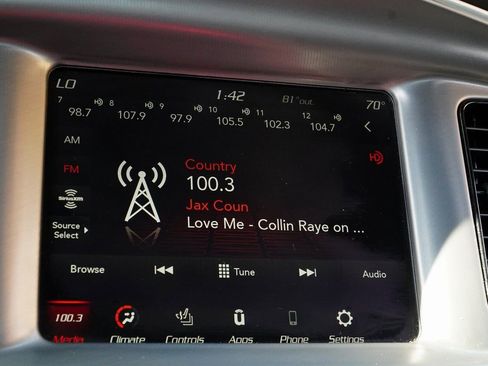 LO 1:42 81° out. 70°
7 98.7 8 107.9 9 97.9 10 105.5 11 102.3 12 104.7
AM
FM
Country
100.3
Jax Coun
Love Me - Collin Raye on ...
SiriusXM
Source
Select
Browse Tune Audio
100.3
Media Climate Controls Apps Phone Settings